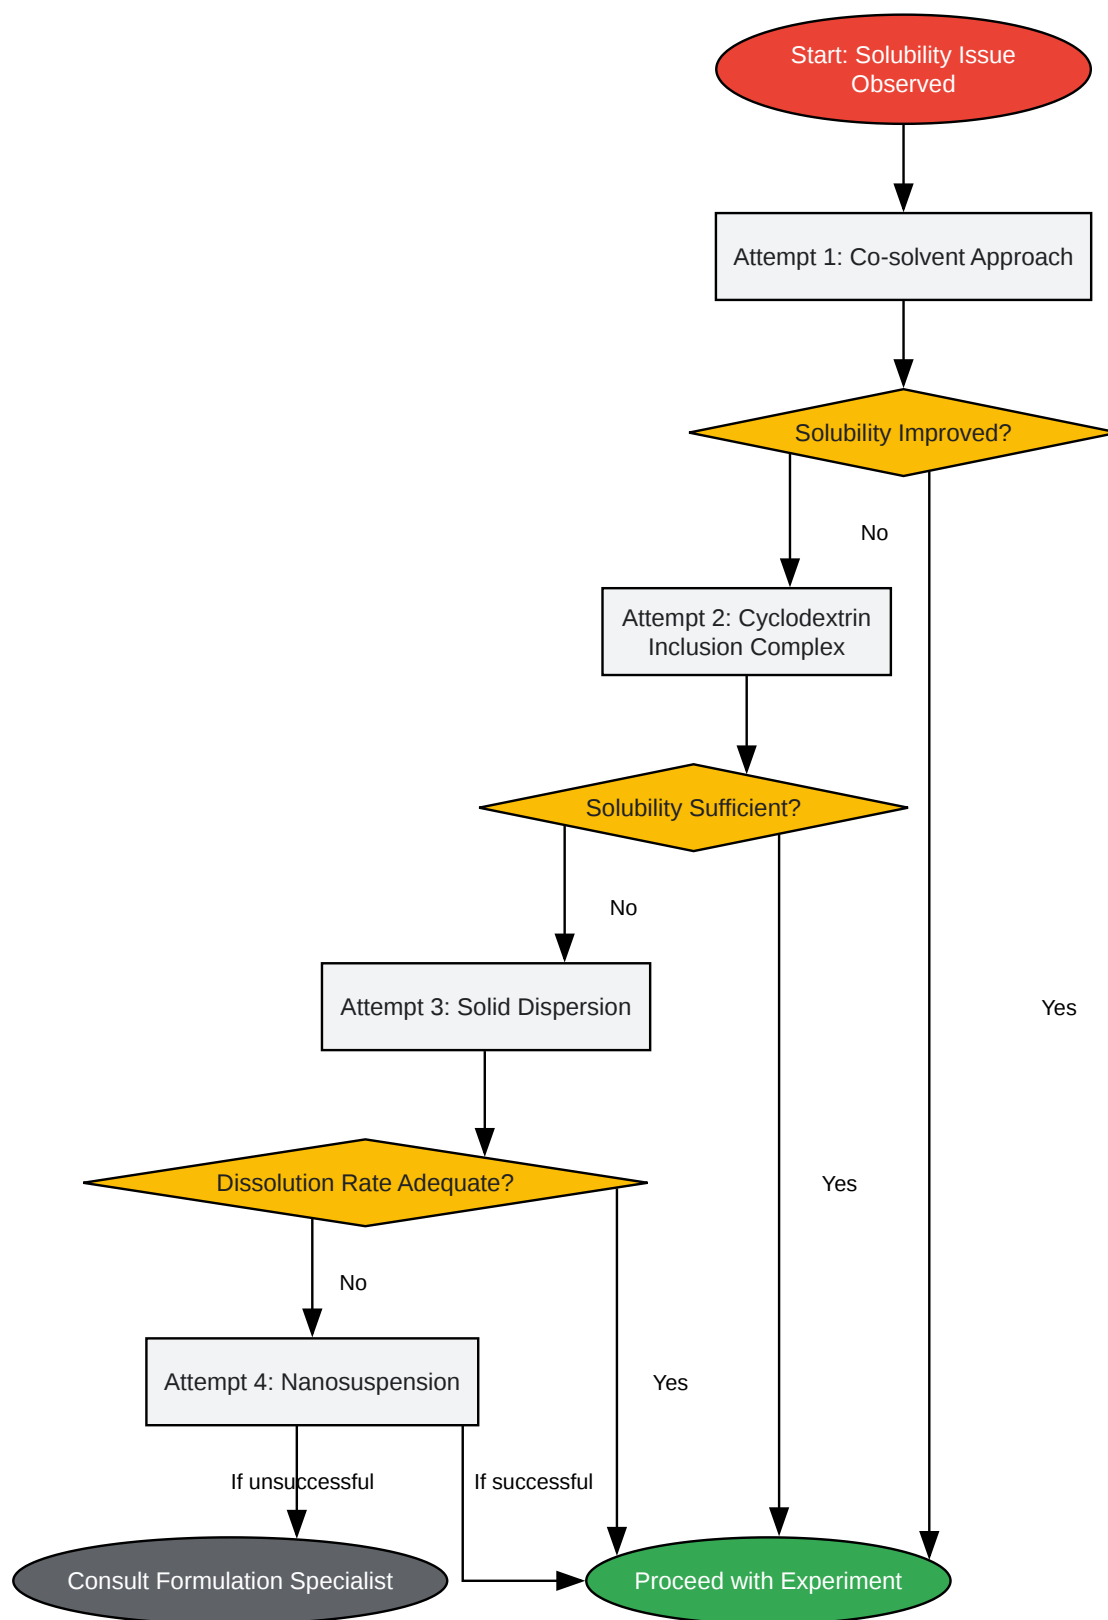 Start: Solubility Issue
Observed
Attempt 1: Co-solvent Approach
Solubility Improved?
No
Attempt 2: Cyclodextrin
Inclusion Complex
Solubility Sufficient?
No
Attempt 3: Solid Dispersion
Yes
Dissolution Rate Adequate?
Yes
No
Attempt 4: Nanosuspension
Yes
If unsuccessful
If successful
Consult Formulation Specialist
Proceed with Experiment